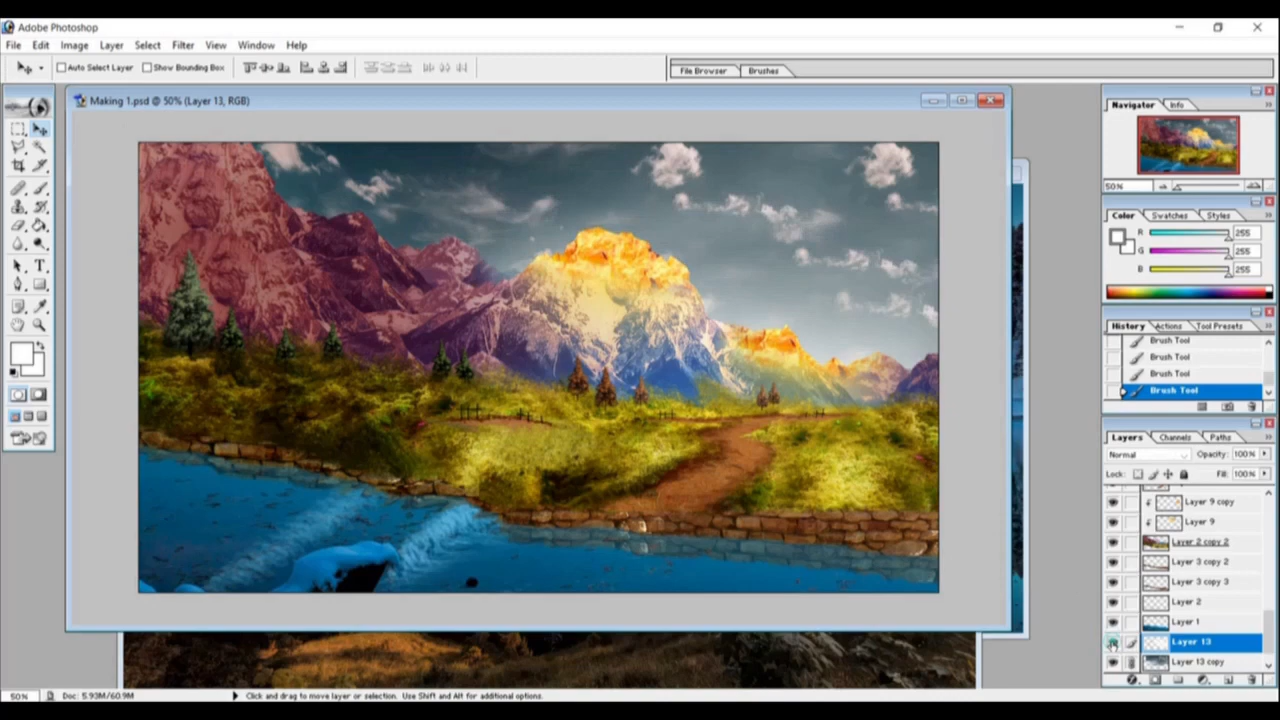 Adobe Photoshop
File Edit Image Layer Select Filter View Window Help
Auto Select Layer Show Bounding Box File Browser Brushes
Making 1.psd @ 50% (Layer 13, RGB)
Navigator Info
50%
Color Swatches Styles
R 255
G 255
B 255
History Actions Tool Presets
Brush Tool
Brush Tool
Brush Tool
Brush Tool
Layers Channels Paths
Normal Opacity: 100%
Lock: Fill: 100%
Layer 9 copy
Layer 9
Layer 2 copy 2
Layer 3 copy 2
Layer 3 copy 3
Layer 2
Layer 1
Layer 13
Layer 13 copy
50% Doc: 5.93M/60.9M Click and drag to move layer or selection. Use Shift and Alt for additional options.